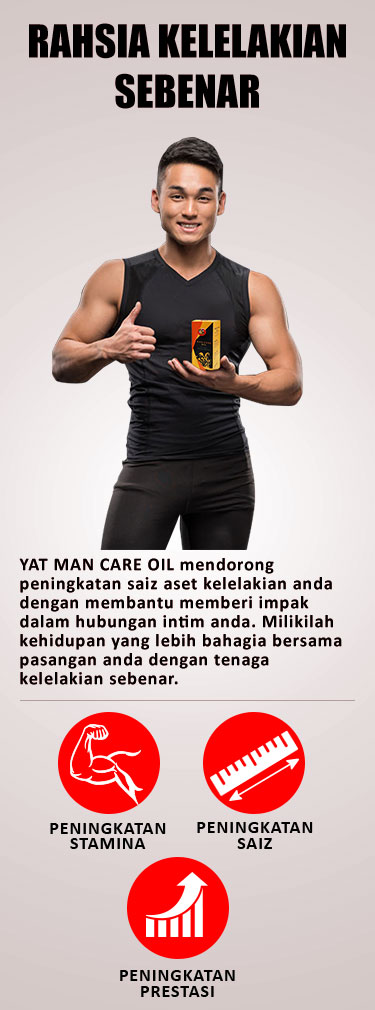 RAHSIA KELELAKIAN
SEBENAR
YAT MAN CARE OIL mendorong
peningkatan saiz aset kelelakian anda
dengan membantu memberi impak
dalam hubungan intim anda. Milikilah
kehidupan yang lebih bahagia bersama
pasangan anda dengan tenaga
kelelakian sebenar.
PENINGKATAN
STAMINA
PENINGKATAN
SAIZ
PENINGKATAN
PRESTASI